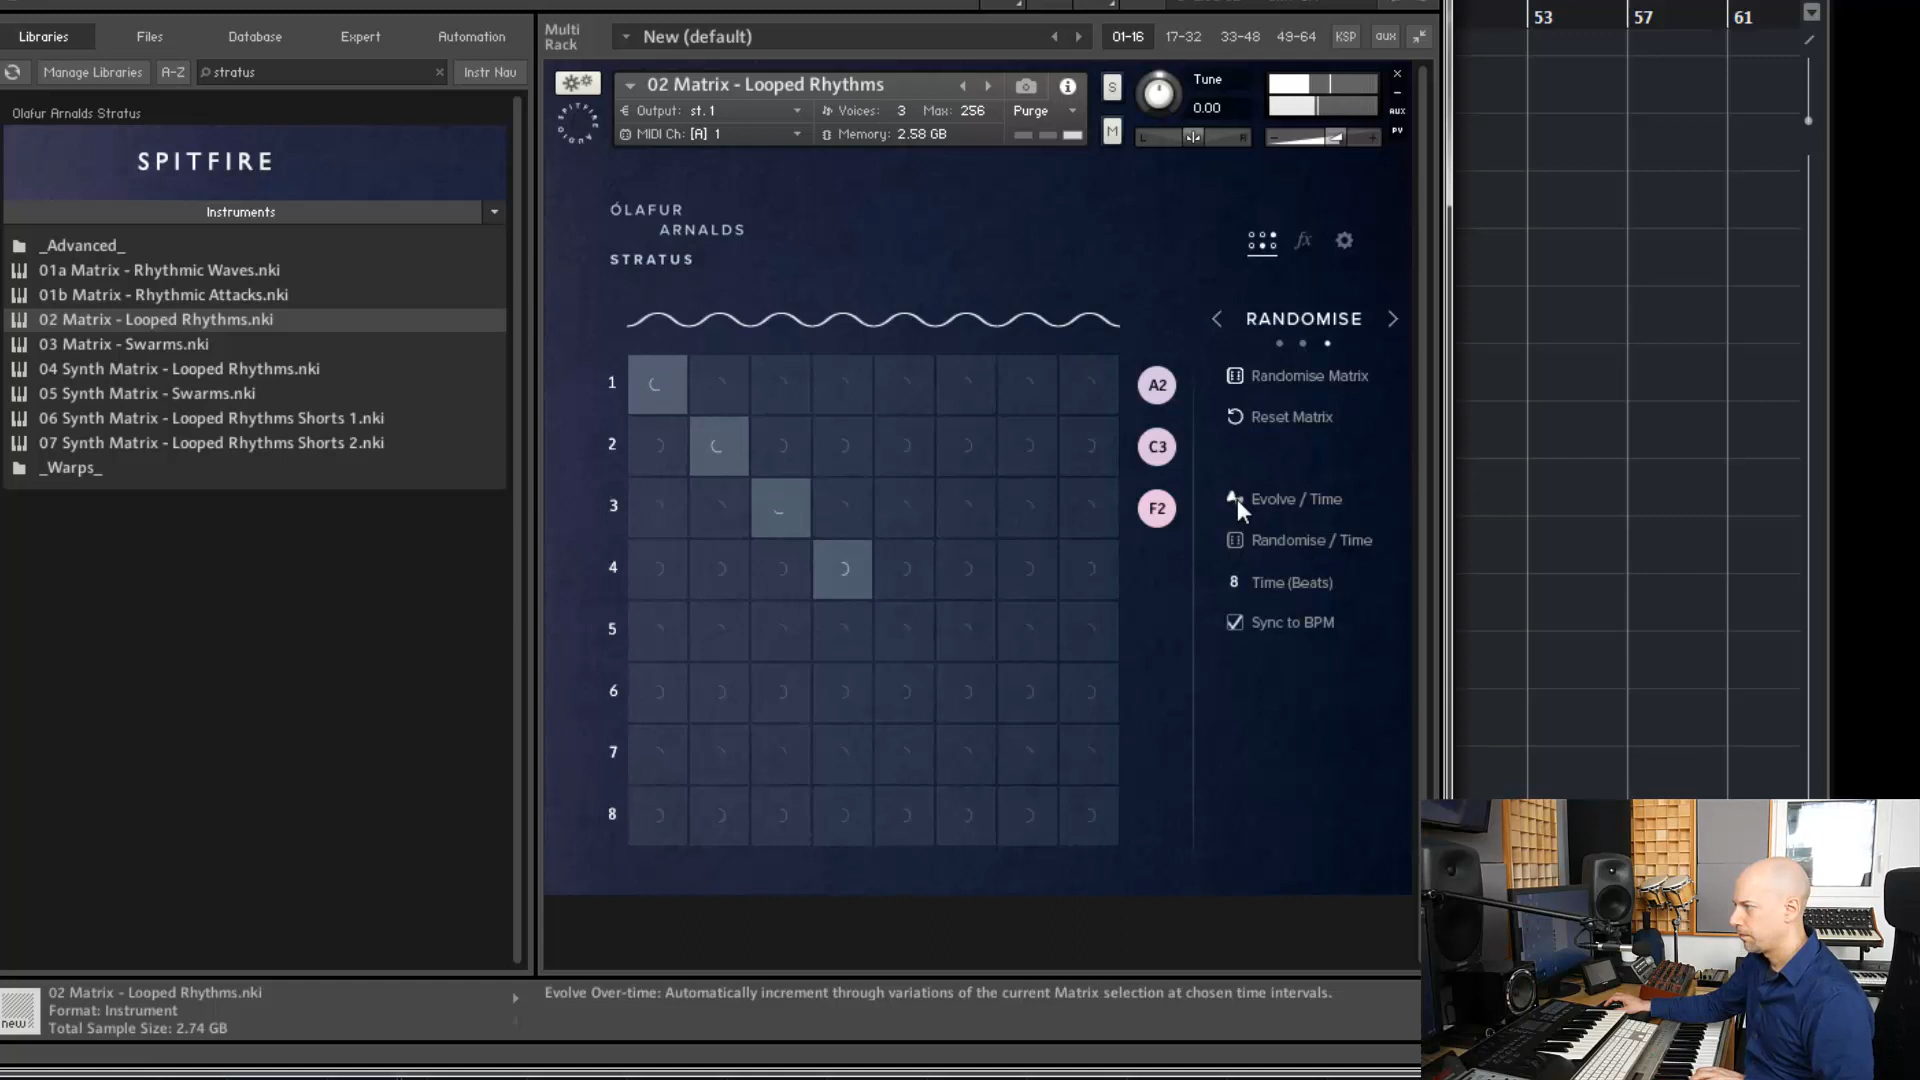 Libraries
Files
Database
Expert
Automation
Multi
Rack
New (default)
01-16
17-32
33-48
49-64
KSP
aux
53
57
61
Manage Libraries
A-Z
stratus
×
Instr Nav
02 Matrix - Looped Rhythms
S
Tune
0.00
×
Output: st.1
Voices: 3
Max: 256
Purge
AUX
MIDI Ch: [A] 1
Memory: 2.58 GB
M
L
R
PV
SPITFIRE AUDIO
Olafur Arnalds Stratus
SPITFIRE
Instruments
_Advanced_
01a Matrix - Rhythmic Waves.nki
01b Matrix - Rhythmic Attacks.nki
02 Matrix - Looped Rhythms.nki
03 Matrix - Swarms.nki
04 Synth Matrix - Looped Rhythms.nki
05 Synth Matrix - Swarms.nki
06 Synth Matrix - Looped Rhythms Shorts 1.nki
07 Synth Matrix - Looped Rhythms Shorts 2.nki
_Warps_
ÓLAFUR
ARNALDS
STRATUS
fx
RANDOMISE
1
2
3
4
5
6
7
8
A2
C3
F2
Randomise Matrix
Reset Matrix
Evolve / Time
Randomise / Time
8 Time (Beats)
Sync to BPM
new
02 Matrix - Looped Rhythms.nki
Format: Instrument
Total Sample Size: 2.74 GB
Evolve Over-time: Automatically increment through variations of the current Matrix selection at chosen time intervals.